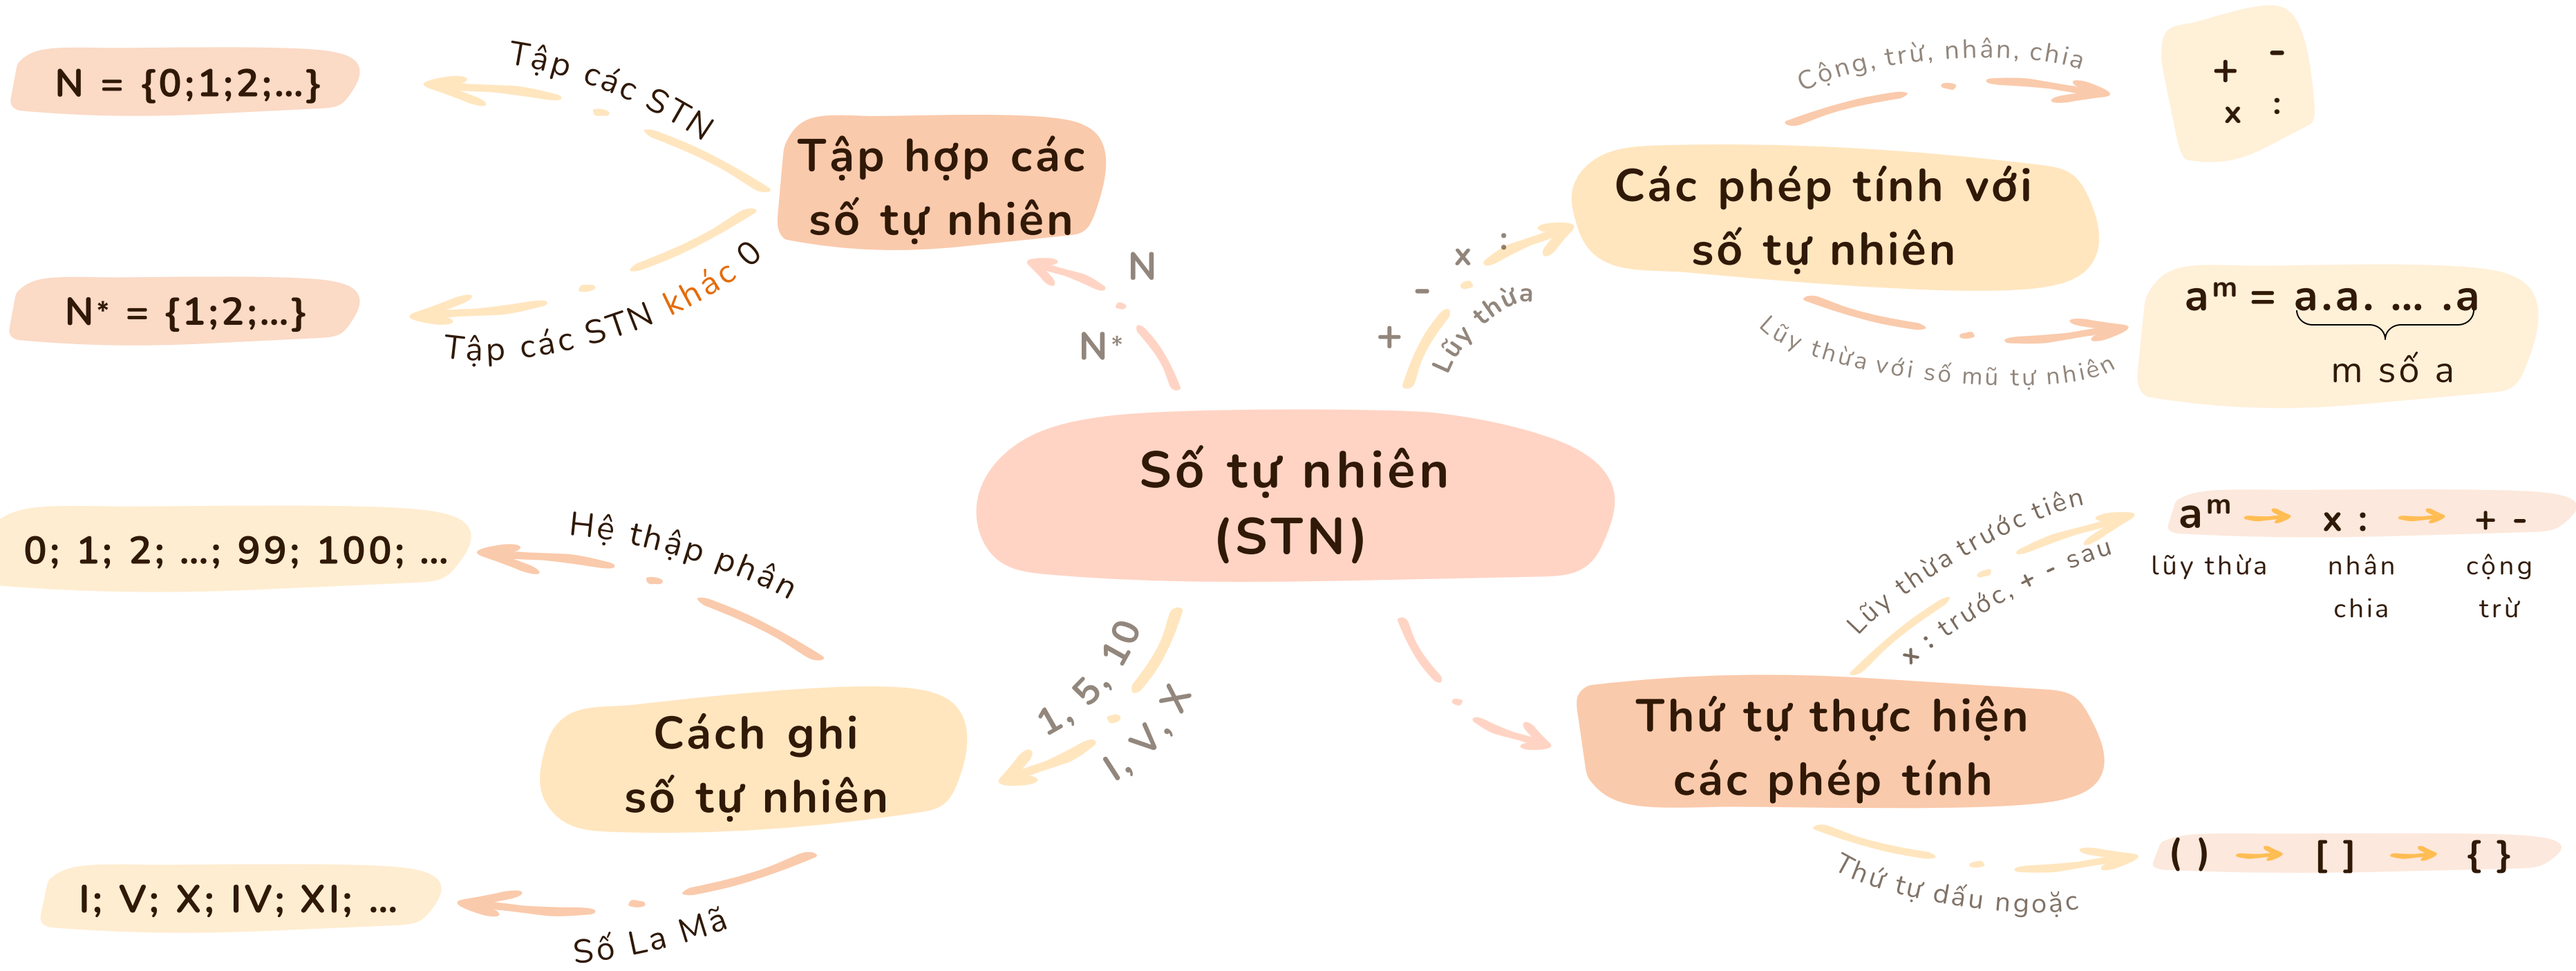 Số tự nhiên
(STN)
N
N*
Tập hợp các
số tự nhiên
Tập các STN
N = {0;1;2;...}
Tập các STN khác 0
N* = {1;2;...}
1, 5, 10
I, V, X
Cách ghi
số tự nhiên
Hệ thập phân
0; 1; 2; ...; 99; 100; ...
Số La Mã
I; V; X; IV; XI; ...
+ - x :
Lũy thừa
Các phép tính với
số tự nhiên
Cộng, trừ, nhân, chia
+ -
x :
Lũy thừa với số mũ tự nhiên
aᵐ = a.a. ... .a
m số a
Thứ tự thực hiện
các phép tính
Lũy thừa trước tiên
x : trước, + - sau
aᵐ → x : → + -
lũy thừa nhân cộng
chia trừ
Thứ tự dấu ngoặc
( ) → [ ] → { }